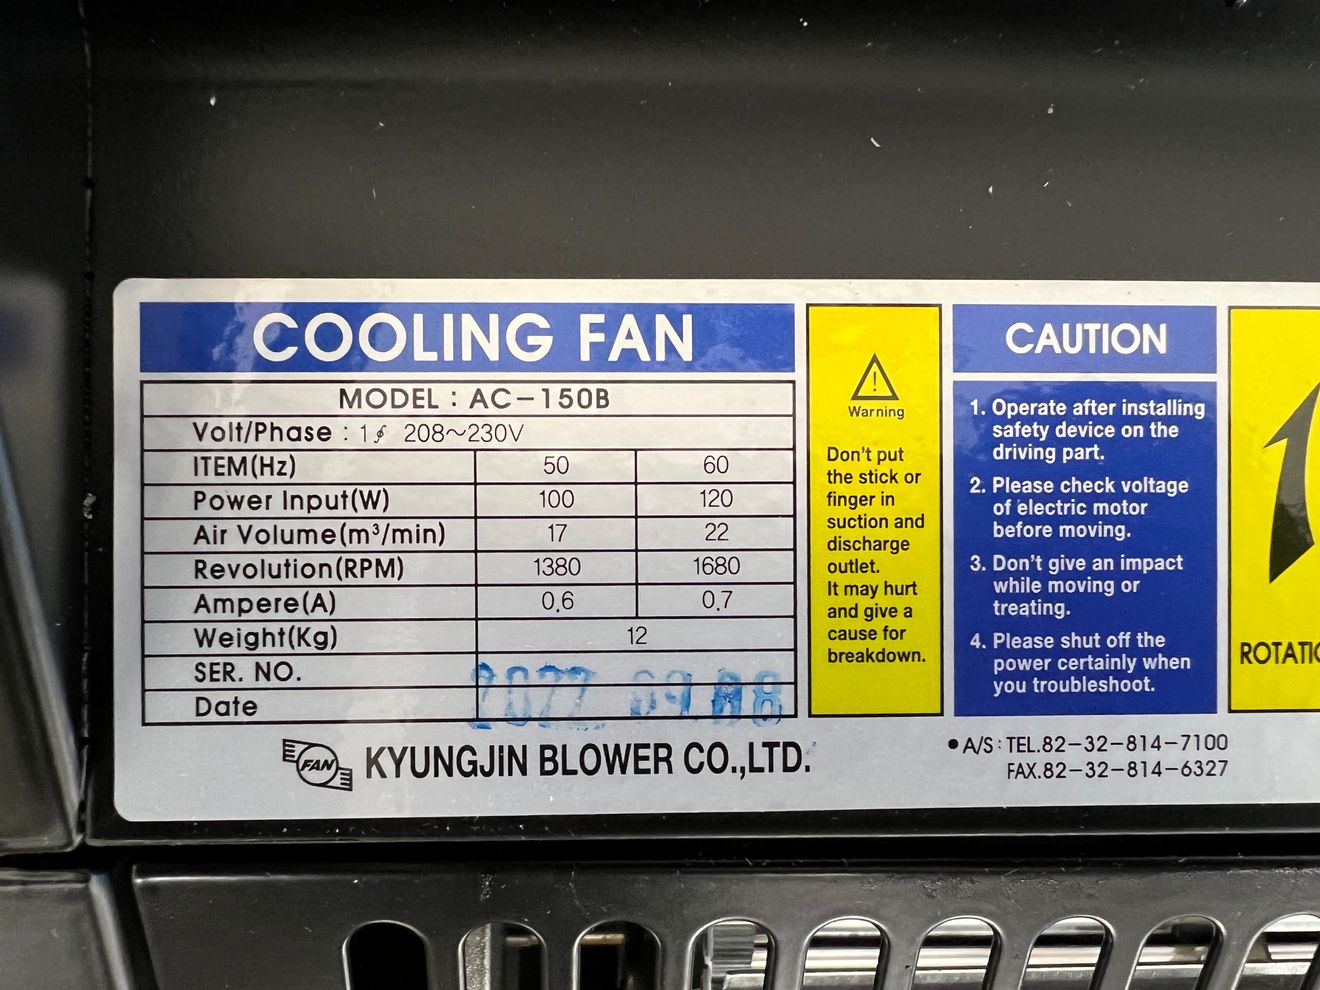 COOLING FAN
MODEL : AC-150B
Volt/Phase : 1∮ 208~230V
ITEM(Hz) 50 60
Power Input(W) 100 120
Air Volume(m³/min) 17 22
Revolution(RPM) 1380 1680
Ampere(A) 0.6 0.7
Weight(Kg) 12
SER. NO.
Date 2022 09.08
FAN KYUNGJIN BLOWER CO.,LTD.
Warning
Don't put
the stick or
finger in
suction and
discharge
outlet.
It may hurt
and give a
cause for
breakdown.
CAUTION
1. Operate after installing
safety device on the
driving part.
2. Please check voltage
of electric motor
before moving.
3. Don't give an impact
while moving or
treating.
4. Please shut off the
power certainly when
you troubleshoot.
● A/S : TEL.82-32-814-7100
FAX.82-32-814-6327